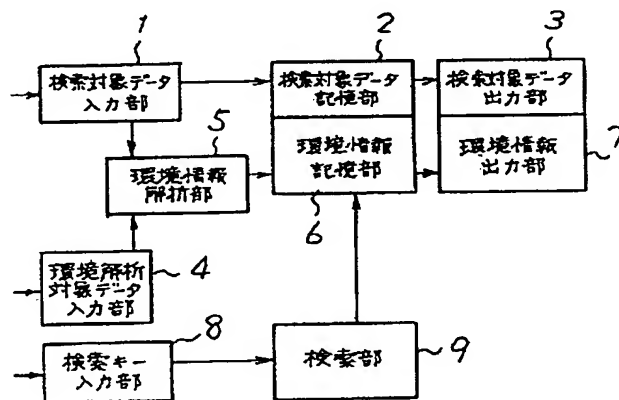 1
検索対象データ
入力部
2
検索対象データ
記憶部
3
検索対象データ
出力部
5
環境情報
解析部
環境情報
記憶部
6
環境情報
出力部
7
環境解析
対象データ
入力部
4
8
検索キー
入力部
検索部
9